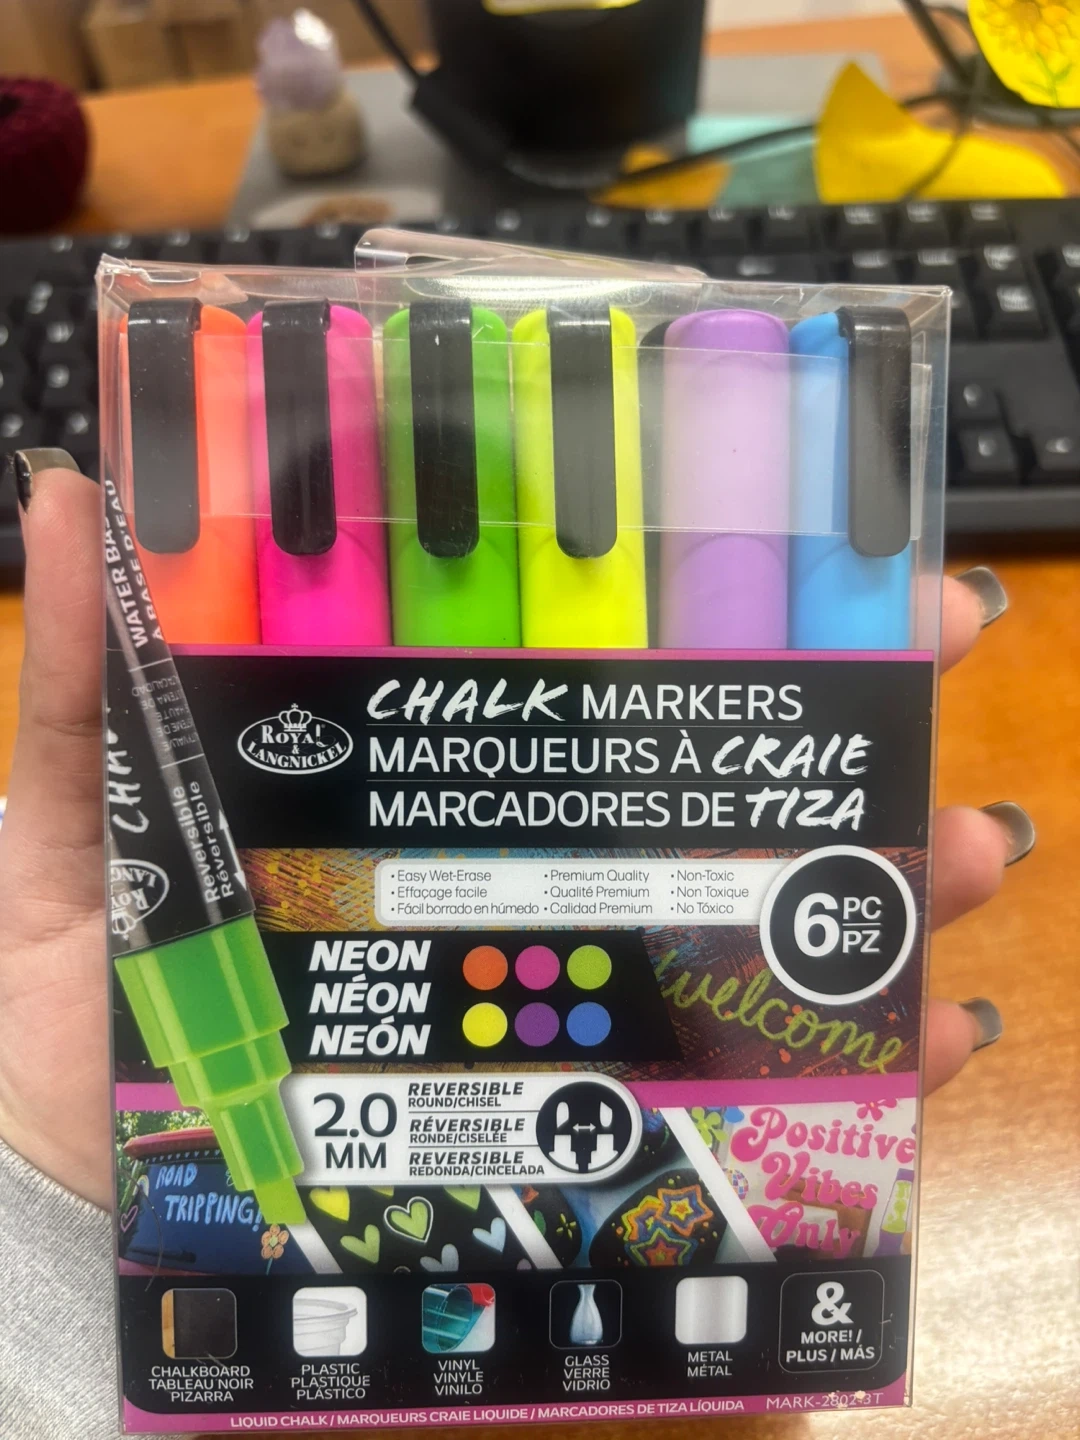 WATER BAS
À BASE D'EAU
Reversible
Réversible
ROYAL
&
LANGNICKEL
CHALK MARKERS
MARQUEURS À CRAIE
MARCADORES DE TIZA
• Easy Wet-Erase
• Effaçage facile
• Fácil borrado en húmedo
• Premium Quality
• Qualité Premium
• Calidad Premium
• Non-Toxic
• Non Toxique
• No Tóxico
6 PC
PZ
NEON
NÉON
NEÓN
welcome
2.0
MM
REVERSIBLE
ROUND/CHISEL
RÉVERSIBLE
RONDE/CISELÉE
REVERSIBLE
REDONDA/CINCELADA
ROAD
TRIPPING!
Positive
Vibes
Only
CHALKBOARD
TABLEAU NOIR
PIZARRA
PLASTIC
PLASTIQUE
PLÁSTICO
VINYL
VINYLE
VINILO
GLASS
VERRE
VIDRIO
METAL
MÉTAL
&
MORE! /
PLUS / MÁS
LIQUID CHALK / MARQUEURS CRAIE LIQUIDE / MARCADORES DE TIZA LÍQUIDA
MARK-2802-3T